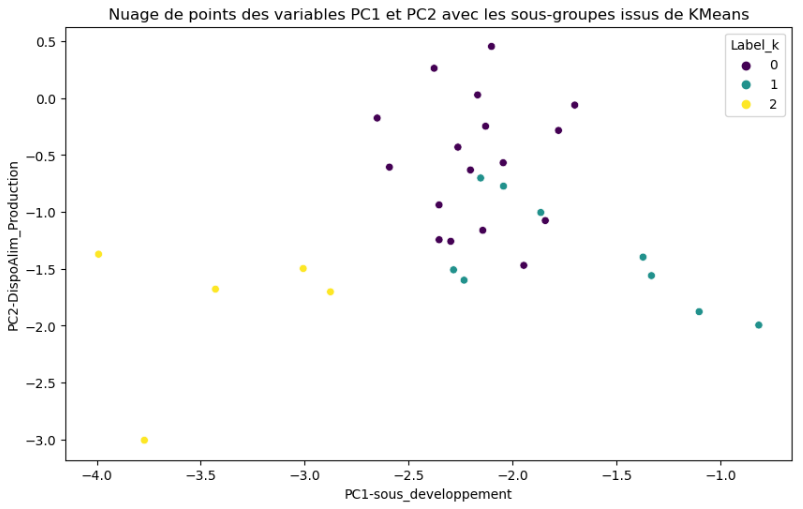 Nuage de points des variables PC1 et PC2 avec les sous-groupes issus de KMeans
Label_k
0
1
2
0.5
0.0
−0.5
−1.0
−1.5
−2.0
−2.5
−3.0
PC2-DispoAlim_Production
−4.0 −3.5 −3.0 −2.5 −2.0 −1.5 −1.0
PC1-sous_developpement